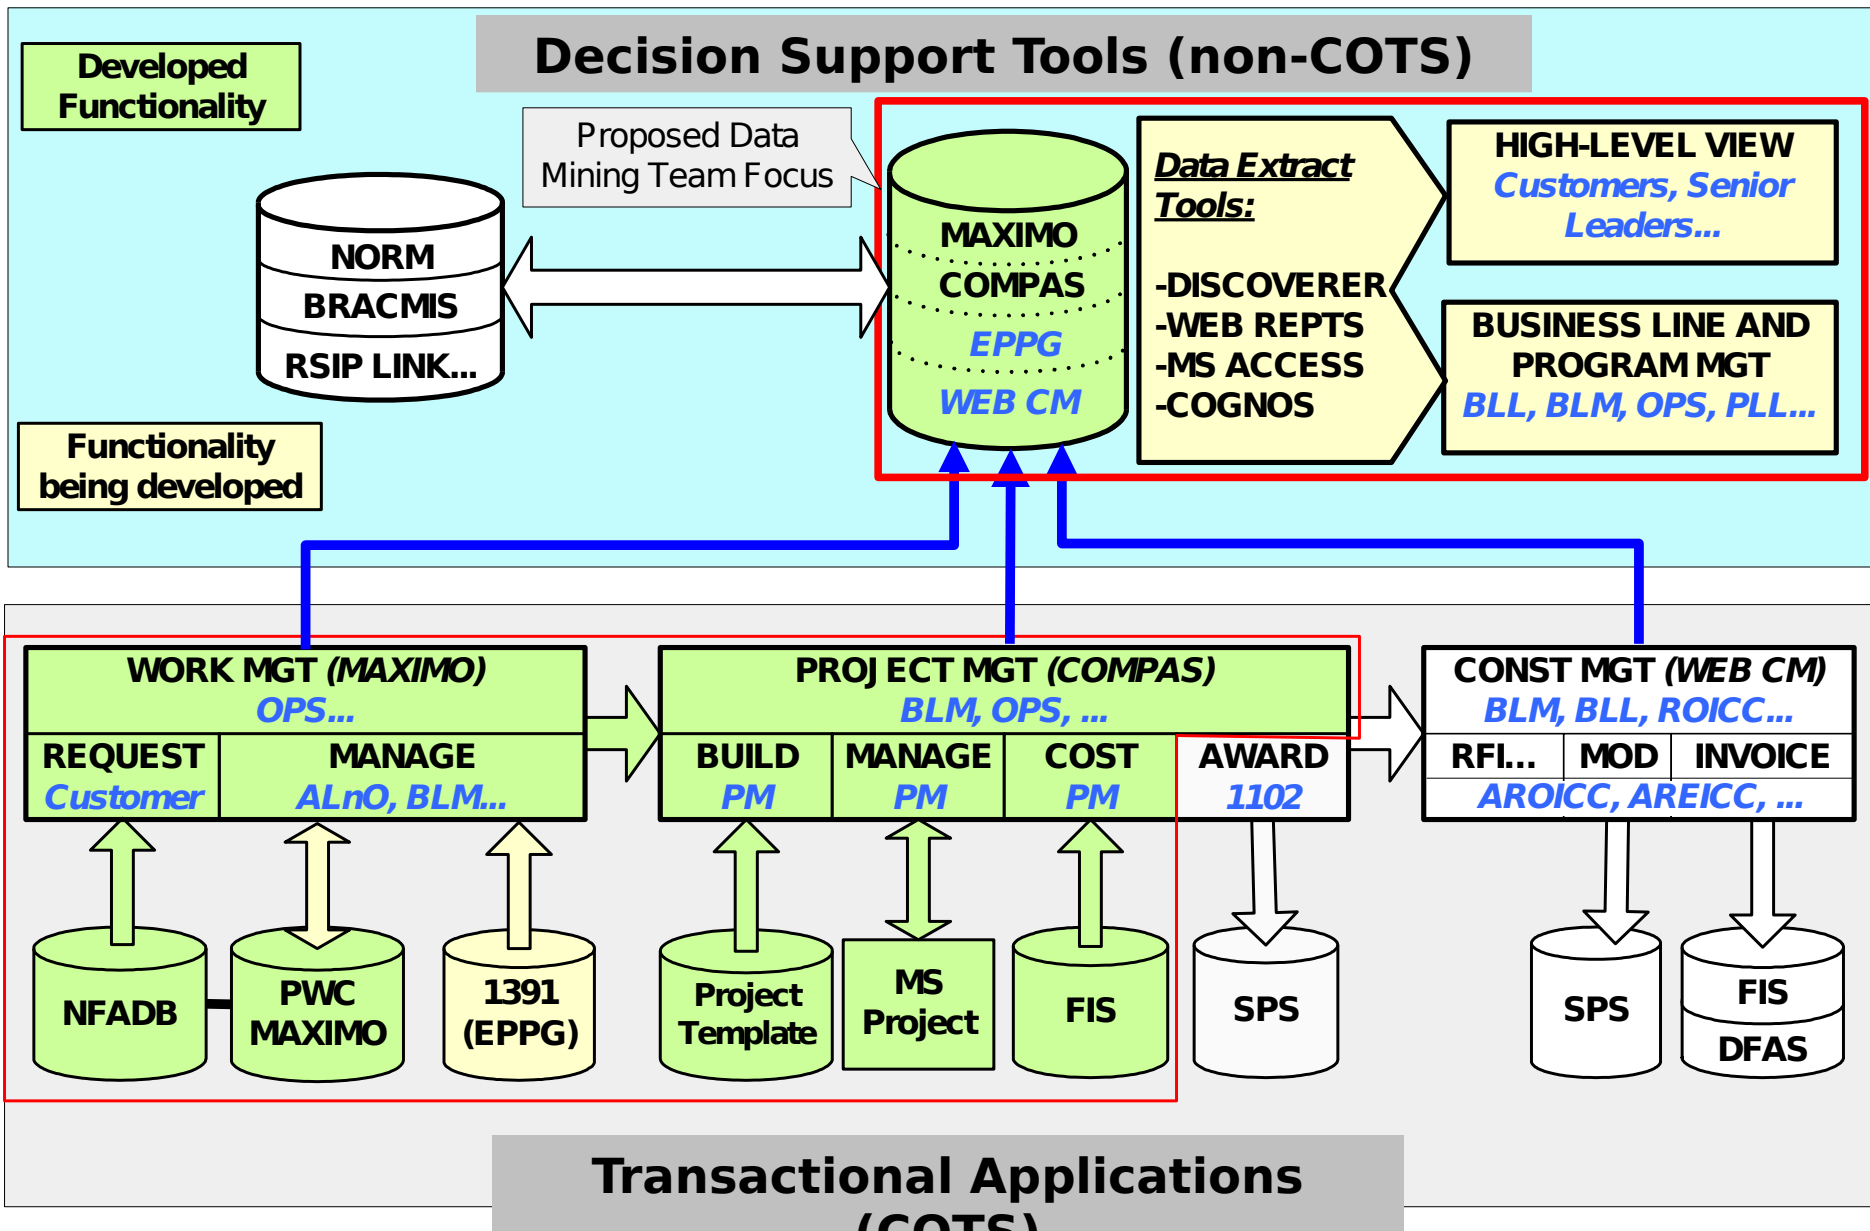 Decision Support Tools (non-COTS)
Developed
Functionality
Proposed Data
Mining Team Focus
NORM
BRACMIS
RSIP LINK...
MAXIMO
COMPAS
EPPG
WEB CM
Data Extract
Tools:
-DISCOVERER
-WEB REPTS
-MS ACCESS
-COGNOS
HIGH-LEVEL VIEW
Customers, Senior
Leaders...
BUSINESS LINE AND
PROGRAM MGT
BLL, BLM, OPS, PLL...
Functionality
being developed
WORK MGT (MAXIMO)
OPS...
REQUEST
Customer
MANAGE
ALnO, BLM...
PROJECT MGT (COMPAS)
BLM, OPS, ...
BUILD
PM
MANAGE
PM
COST
PM
AWARD
1102
CONST MGT (WEB CM)
BLM, BLL, ROICC...
RFI...
MOD
INVOICE
AROICC, AREICC, ...
NFADB
PWC
MAXIMO
1391
(EPPG)
Project
Template
MS
Project
FIS
SPS
SPS
FIS
DFAS
Transactional Applications
(COTS)